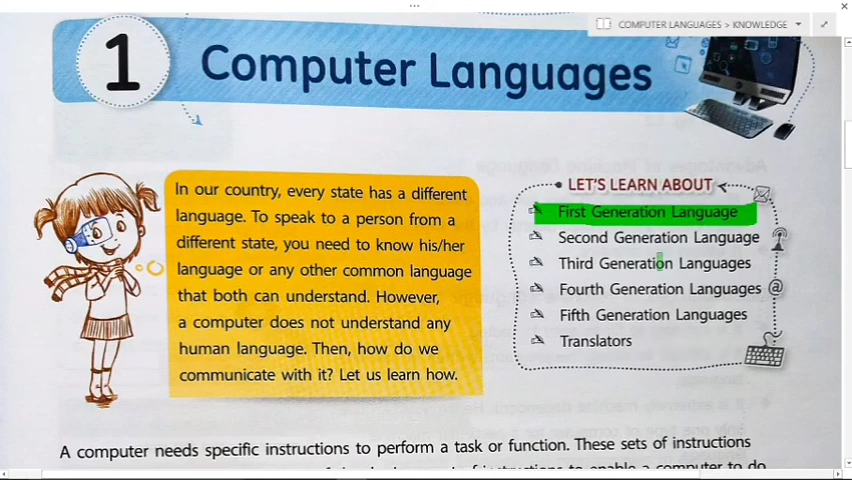 COMPUTER LANGUAGES > KNOWLEDGE
1 Computer Languages
In our country, every state has a different
language. To speak to a person from a
different state, you need to know his/her
language or any other common language
that both can understand. However,
a computer does not understand any
human language. Then, how do we
communicate with it? Let us learn how.
LET'S LEARN ABOUT
First Generation Language
Second Generation Language
Third Generation Languages
Fourth Generation Languages
Fifth Generation Languages
Translators
A computer needs specific instructions to perform a task or function. These sets of instructions